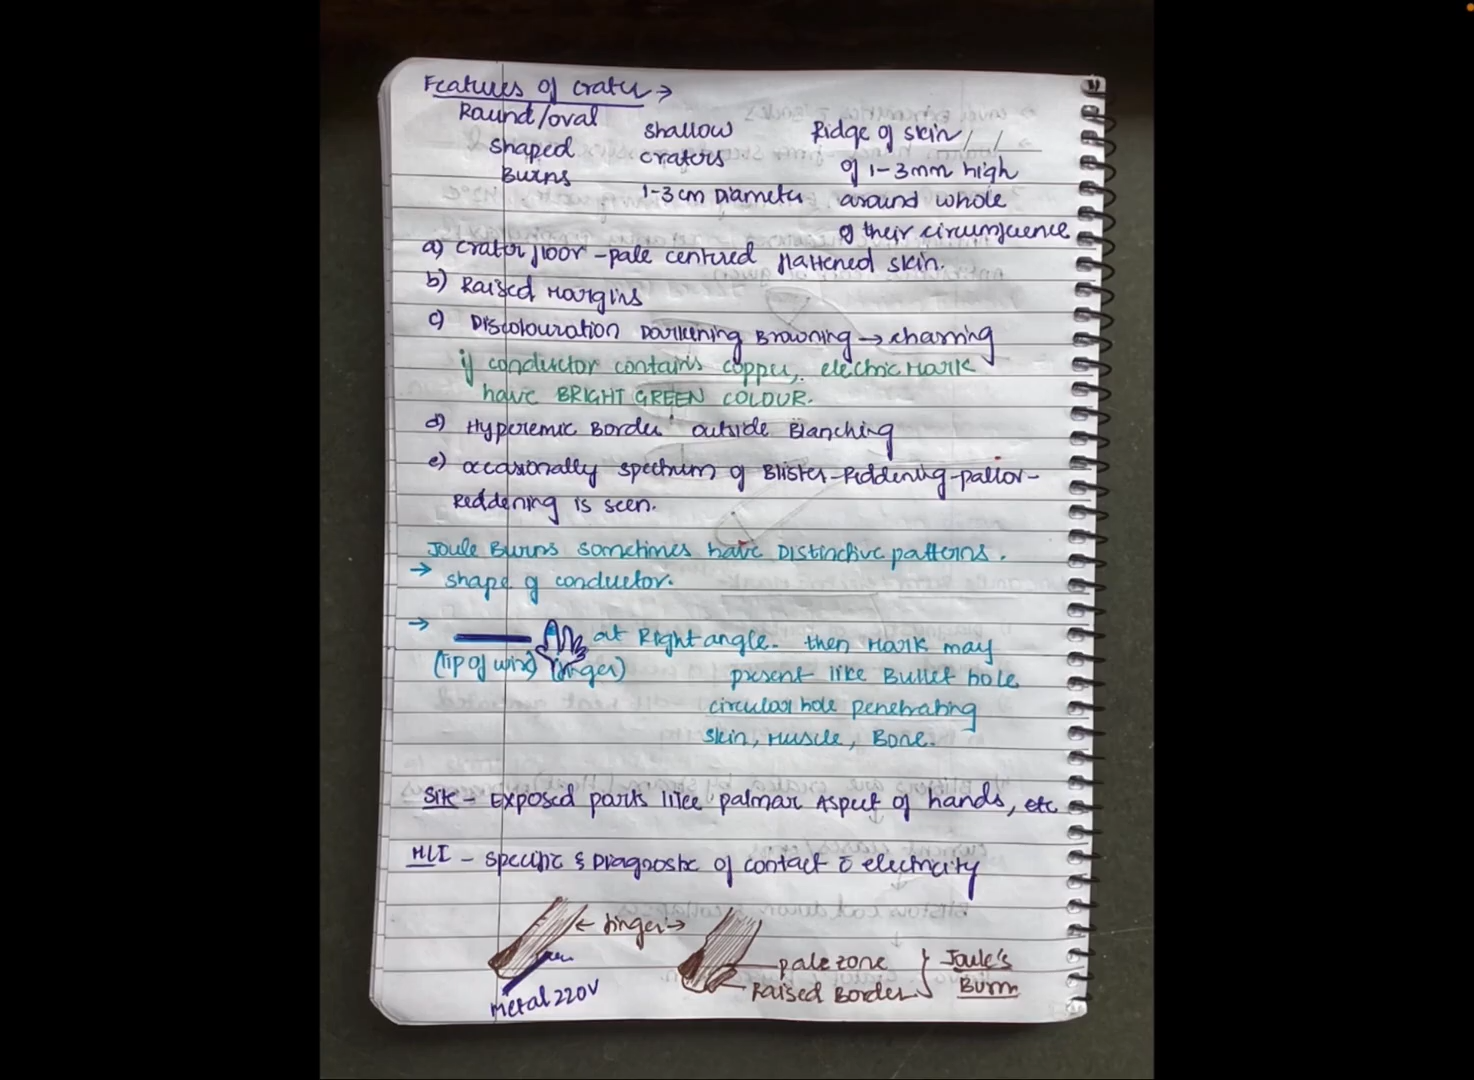 Features of crater →
Round/oval shaped Burns
shallow craters 1-3cm Diameter
Ridge of skin of 1-3mm high around whole of their circumference
a) crater floor - pale centured flattened skin.
b) Raised Margins
c) Discolouration Darkening Browning → charring
if conductor contains copper, electric Mark
have BRIGHT GREEN COLOUR.
d) Hyperemic Border outside Blanching
e) occasionally spectrum of Blister-Reddening-pallor-
Reddening is seen.
Joule Burns sometimes have Distinctive patterns.
→ shape of conductor.
→ at Right angle. then Mark may
(Tip of wire) (finger) present like Bullet hole
circular hole penetrating
skin, Muscle, Bone.
Site - Exposed parts like palmar Aspect of hands, etc
MLI - specific & Diagnostic of contact c̄ electricity
← finger →
pale zone
Raised Border
Joule's
Burn
metal 220V